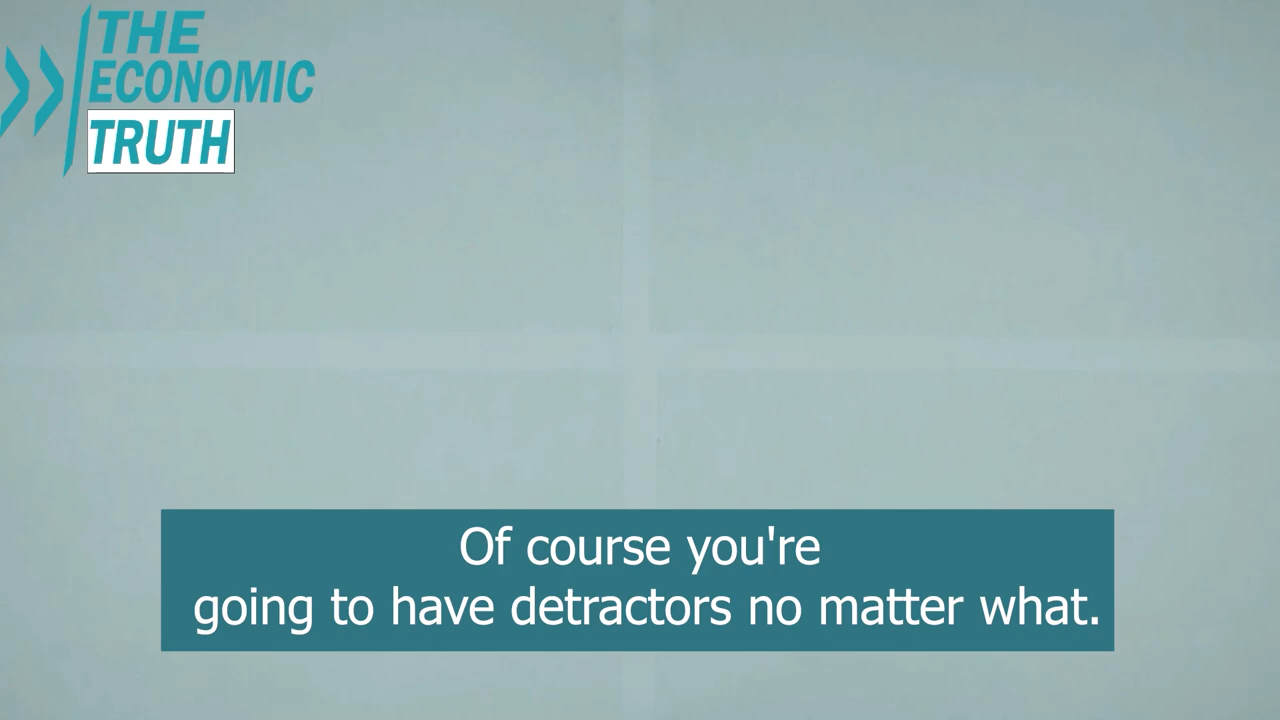 THE
ECONOMIC
TRUTH
Of course you're
going to have detractors no matter what.